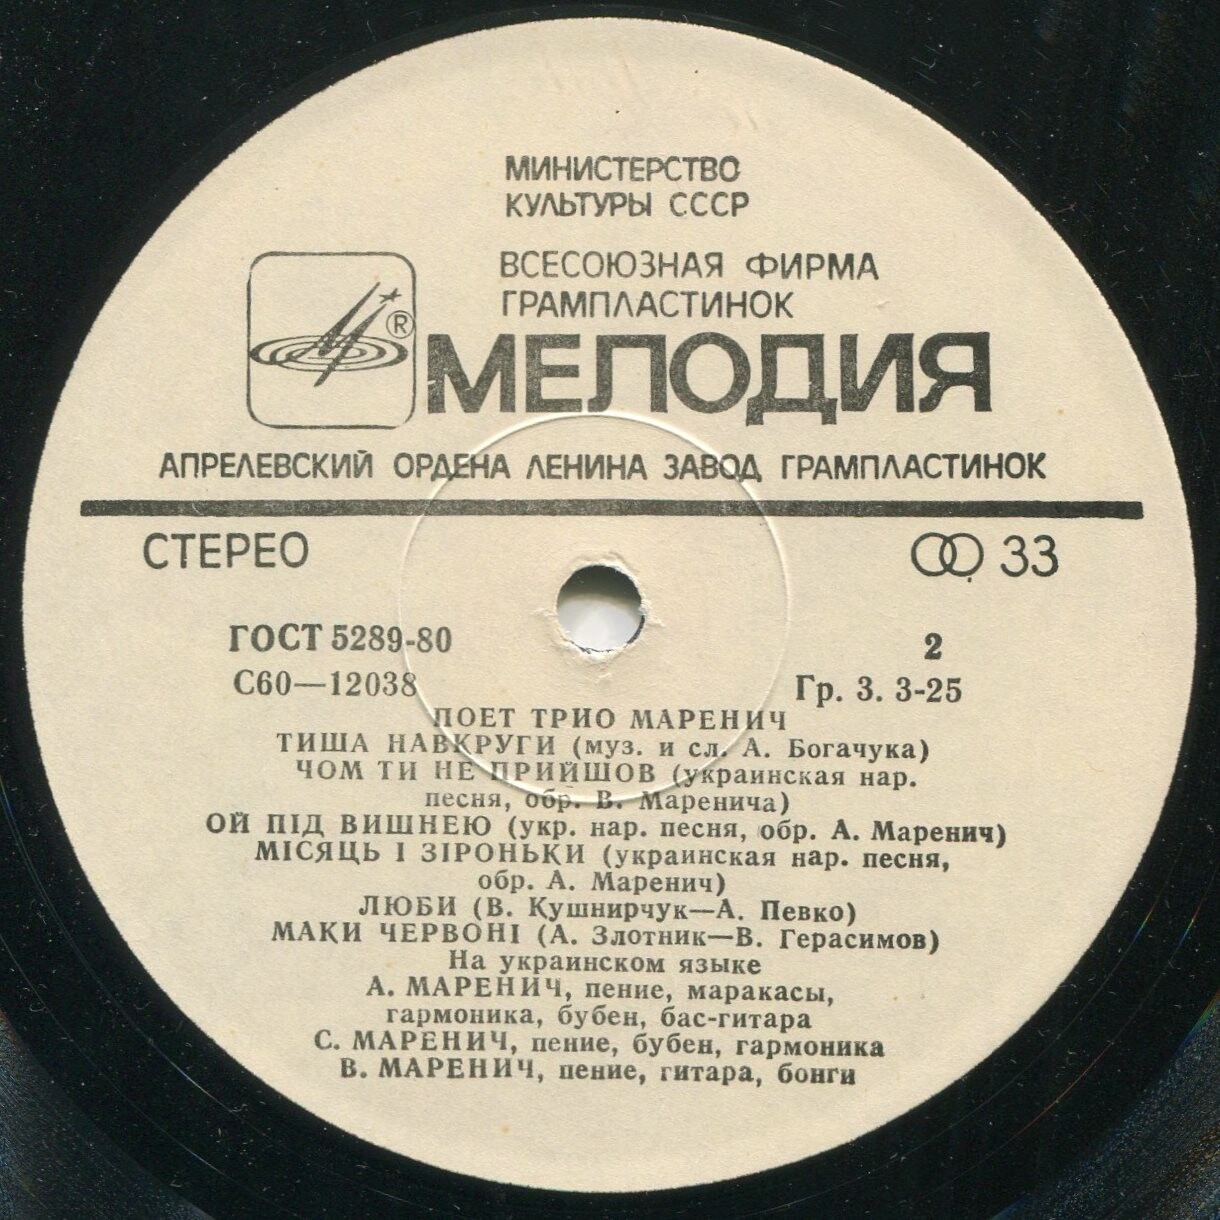 МИНИСТЕРСТВО
КУЛЬТУРЫ СССР
ВСЕСОЮЗНАЯ ФИРМА
ГРАМПЛАСТИНОК
® МЕЛОДИЯ
АПРЕЛЕВСКИЙ ОРДЕНА ЛЕНИНА ЗАВОД ГРАМПЛАСТИНОК
СТЕРЕО 33
ГОСТ 5289-80 2
С60—12038 Гр. 3. 3-25
ПОЕТ ТРИО МАРЕНИЧ
ТИША НАВКРУГИ (муз. и сл. А. Богачука)
ЧОМ ТИ НЕ ПРИЙШОВ (украинская нар.
песня, обр. В. Маренича)
ОЙ ПІД ВИШНЕЮ (укр. нар. песня, обр. А. Маренич)
МІСЯЦЬ І ЗІРОНЬКИ (украинская нар. песня,
обр. А. Маренич)
ЛЮБИ (В. Кушнирчук—А. Певко)
МАКИ ЧЕРВОНІ (А. Злотник—В. Герасимов)
На украинском языке
А. МАРЕНИЧ, пение, маракасы,
гармоника, бубен, бас-гитара
С. МАРЕНИЧ, пение, бубен, гармоника
В. МАРЕНИЧ, пение, гитара, бонги